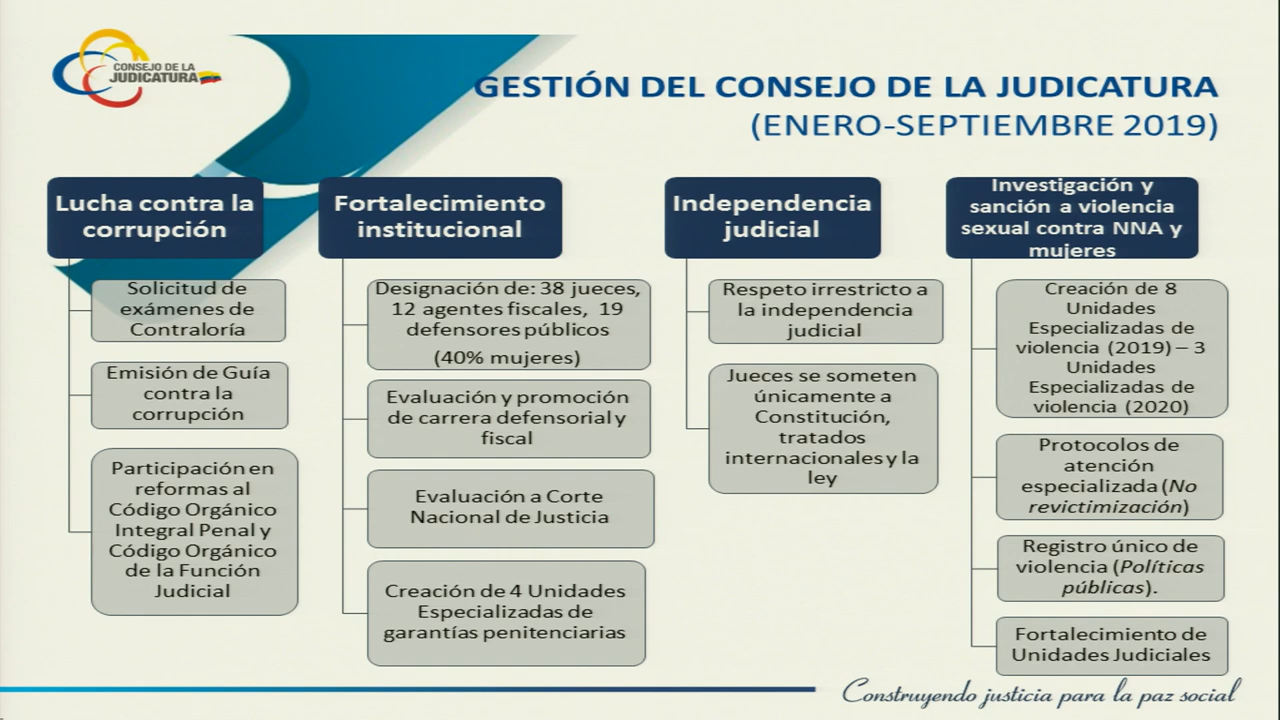 CONSEJO DE LA
JUDICATURA
GESTIÓN DEL CONSEJO DE LA JUDICATURA
(ENERO-SEPTIEMBRE 2019)
Lucha contra la
corrupción
Solicitud de
exámenes de
Contraloría
Emisión de Guía
contra la
corrupción
Participación en
reformas al
Código Orgánico
Integral Penal y
Código Orgánico
de la Función
Judicial
Fortalecimiento
institucional
Designación de: 38 jueces,
12 agentes fiscales, 19
defensores públicos
(40% mujeres)
Evaluación y promoción
de carrera defensorial y
fiscal
Evaluación a Corte
Nacional de Justicia
Creación de 4 Unidades
Especializadas de
garantías penitenciarias
Independencia
judicial
Respeto irrestricto a
la independencia
judicial
Jueces se someten
únicamente a
Constitución,
tratados
internacionales y la
ley
Investigación y
sanción a violencia
sexual contra NNA y
mujeres
Creación de 8
Unidades
Especializadas de
violencia (2019) – 3
Unidades
Especializadas de
violencia (2020)
Protocolos de
atención
especializada (No
revictimización)
Registro único de
violencia (Políticas
públicas).
Fortalecimiento de
Unidades Judiciales
Construyendo justicia para la paz social